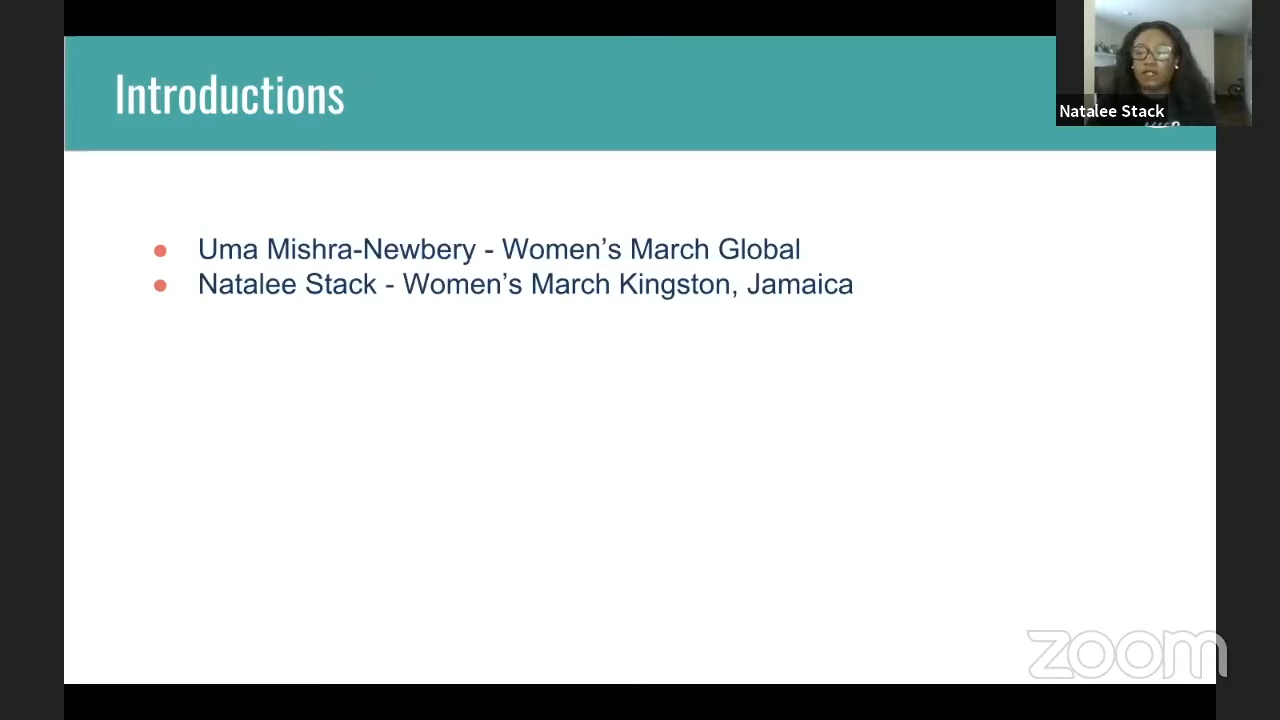 Introductions
Natalee Stack
Uma Mishra-Newbery - Women’s March Global
Natalee Stack - Women’s March Kingston, Jamaica
zoom